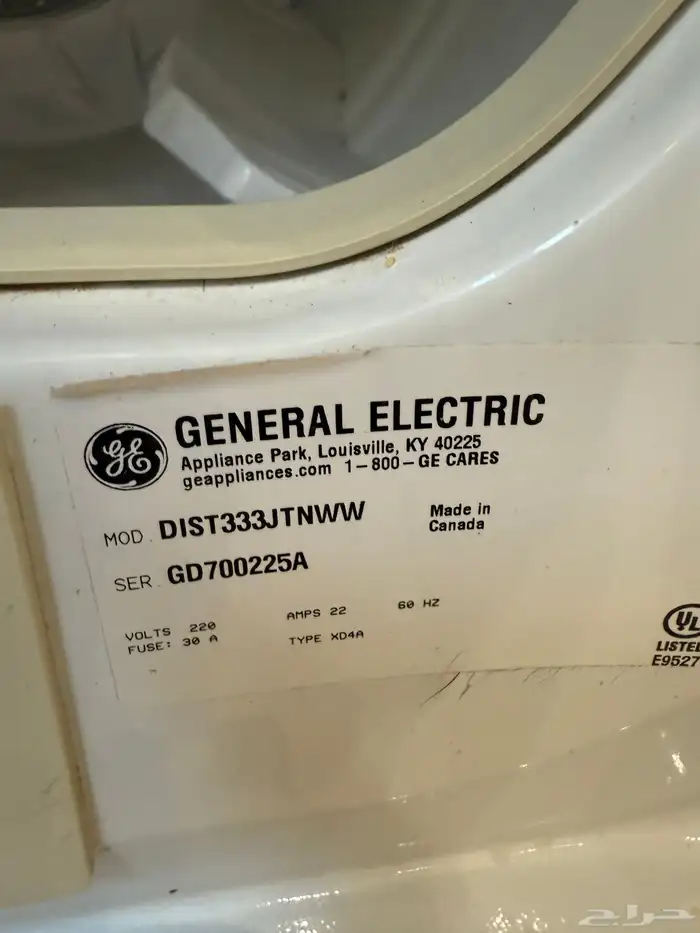 GE
GENERAL ELECTRIC
Appliance Park, Louisville, KY 40225
geappliances.com 1-800-GE CARES
MOD. DIST333JTNWW
Made in
Canada
SER. GD700225A
VOLTS 220 AMPS 22 60 HZ
FUSE: 30 A TYPE XD4A
UL
LISTED
E9527
حراج